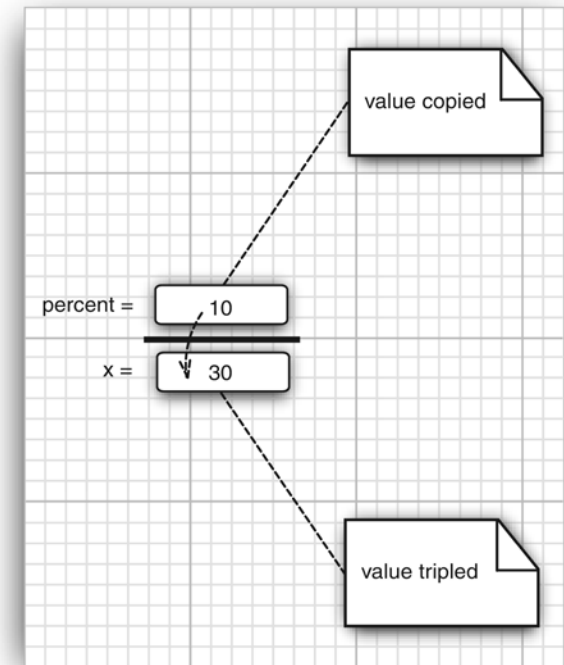 value copied
percent = 10
x = 30
value tripled